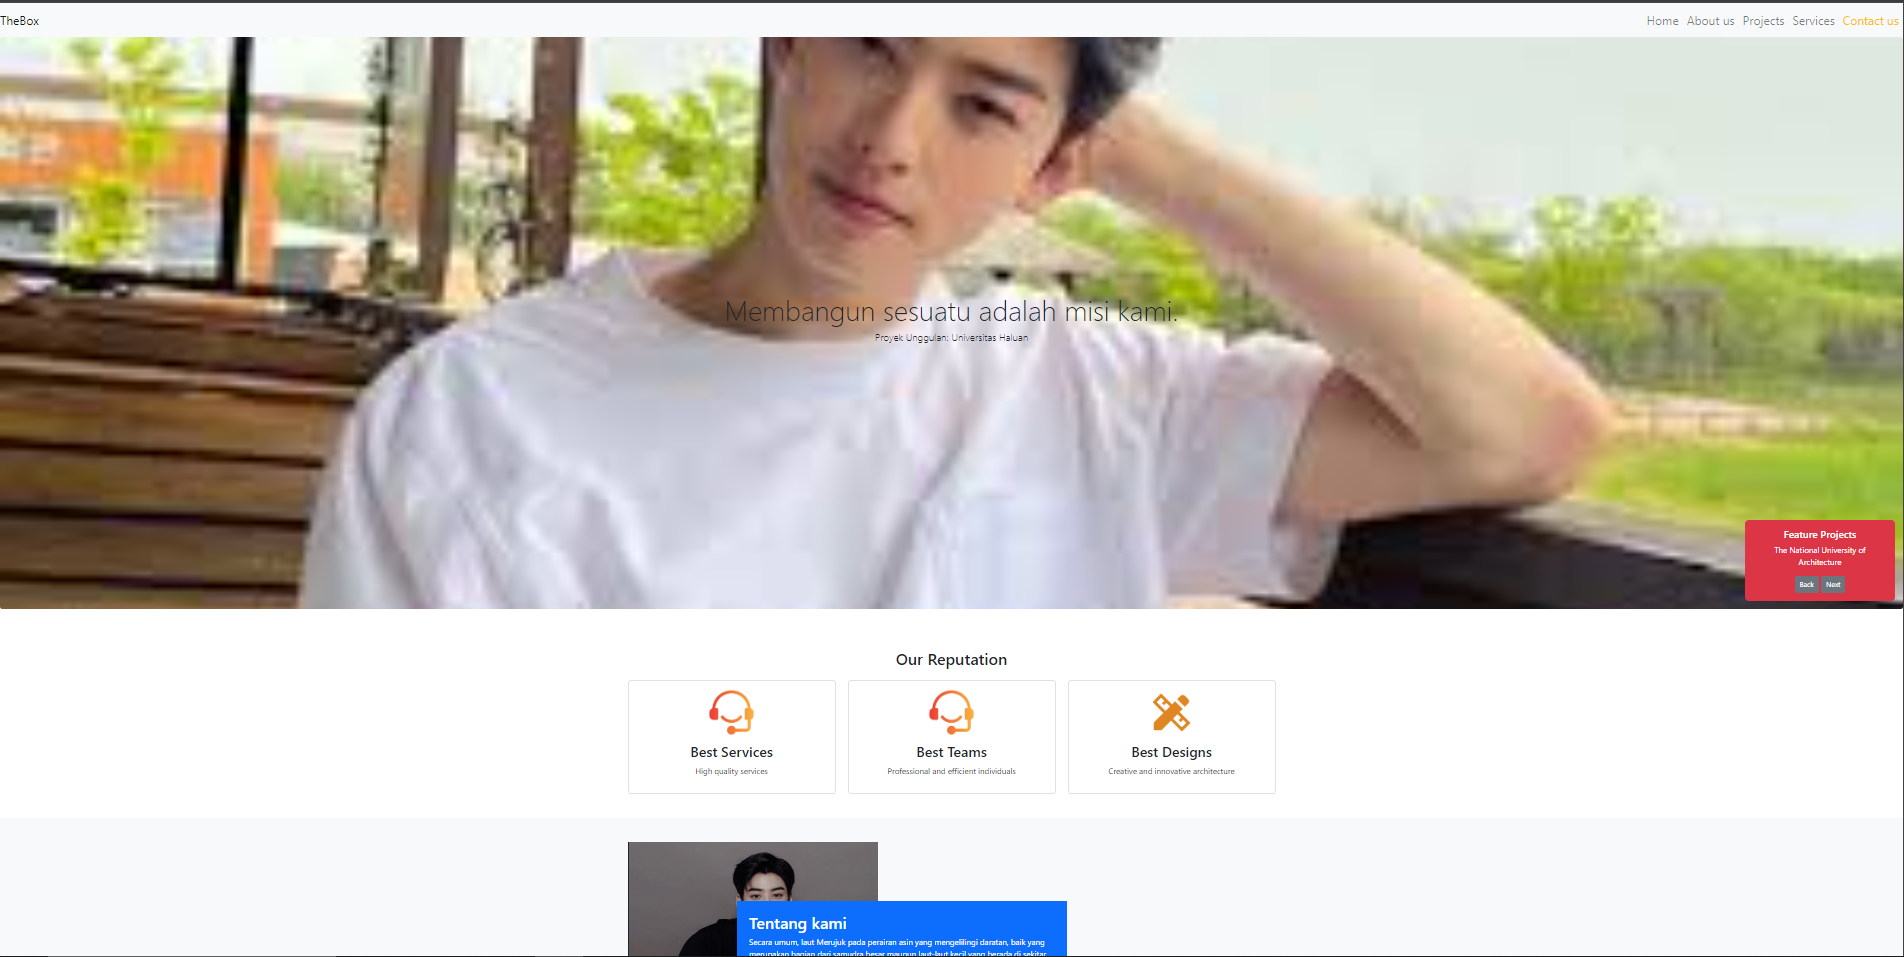 TheBox
Home About us Projects Services Contact us
Membangun sesuatu adalah misi kami.
Proyek Unggulan: Universitas Haluan
Feature Projects
The National University of
Architecture
Back Next
Our Reputation
Best Services
High quality services
Best Teams
Professional and efficient individuals
Best Designs
Creative and innovative architecture
Tentang kami
Secara umum, laut Merujuk pada perairan asin yang mengelilingi daratan, baik yang
merupakan bagian dari samudra besar maupun laut-laut kecil yang berada di sekitar